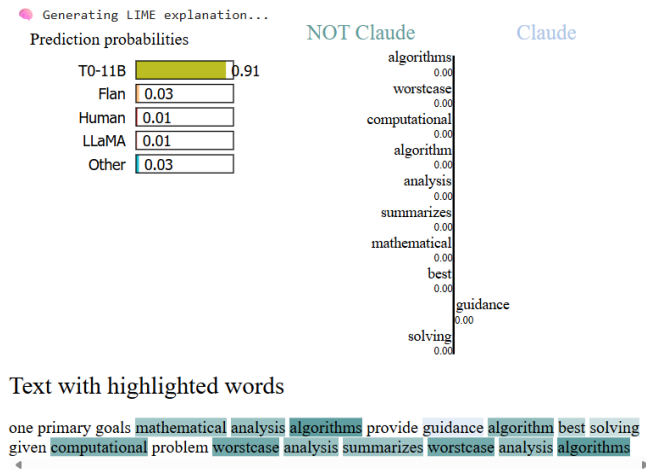 🧠 Generating LIME explanation...
Prediction probabilities
T0-11B 0.91
Flan 0.03
Human 0.01
LLaMA 0.01
Other 0.03
NOT Claude Claude
algorithms
0.00
worstcase
0.00
computational
0.00
algorithm
0.00
analysis
0.00
summarizes
0.00
mathematical
0.00
best
0.00
guidance
0.00
solving
0.00
Text with highlighted words
one primary goals mathematical analysis algorithms provide guidance algorithm best solving
given computational problem worstcase analysis summarizes worstcase analysis algorithms